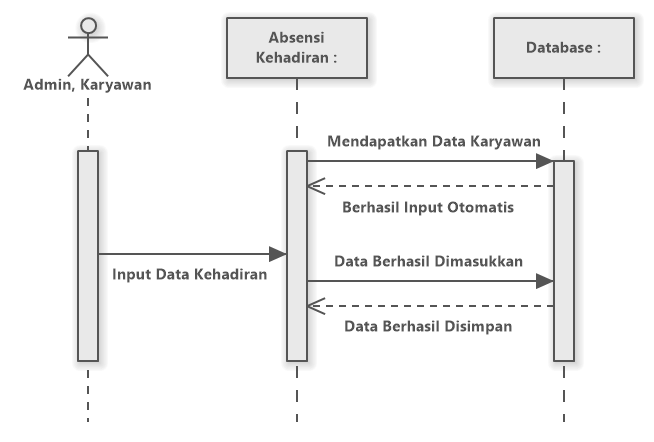 Absensi
Kehadiran :
Database :
Admin, Karyawan
Mendapatkan Data Karyawan
Berhasil Input Otomatis
Input Data Kehadiran
Data Berhasil Dimasukkan
Data Berhasil Disimpan